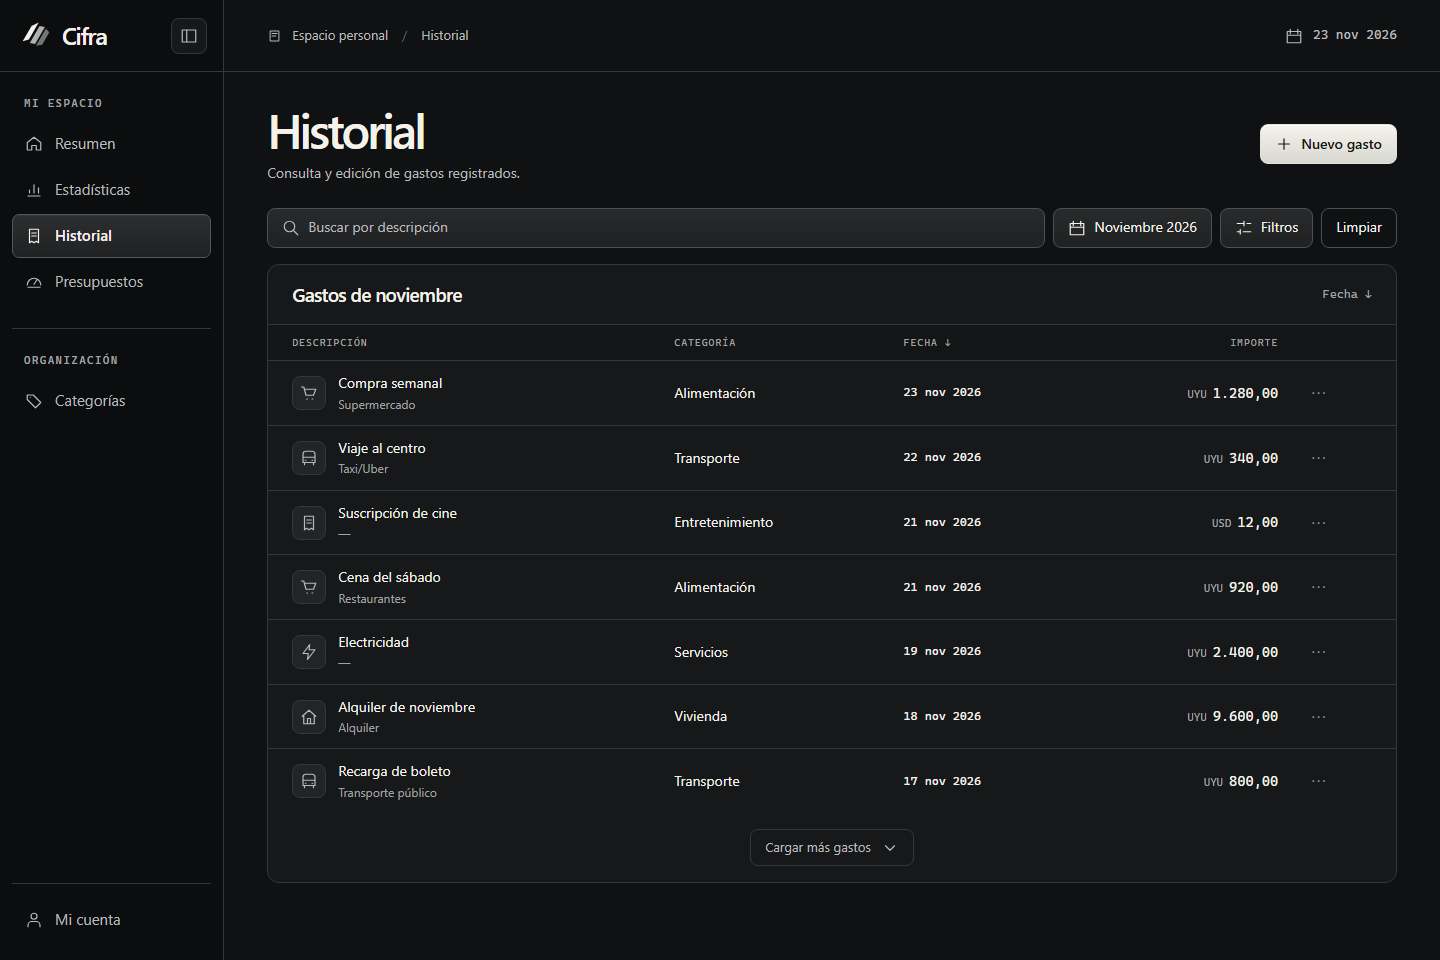 Cifra
Espacio personal / Historial
23 nov 2026
MI ESPACIO
Resumen
Estadísticas
Historial
Presupuestos
ORGANIZACIÓN
Categorías
Mi cuenta
Historial
Consulta y edición de gastos registrados.
+ Nuevo gasto
Buscar por descripción
Noviembre 2026
Filtros
Limpiar
Gastos de noviembre
Fecha ↓
DESCRIPCIÓN CATEGORÍA FECHA ↓ IMPORTE
Compra semanal
Supermercado
Alimentación
23 nov 2026
UYU 1.280,00
···
Viaje al centro
Taxi/Uber
Transporte
22 nov 2026
UYU 340,00
···
Suscripción de cine
—
Entretenimiento
21 nov 2026
USD 12,00
···
Cena del sábado
Restaurantes
Alimentación
21 nov 2026
UYU 920,00
···
Electricidad
—
Servicios
19 nov 2026
UYU 2.400,00
···
Alquiler de noviembre
Alquiler
Vivienda
18 nov 2026
UYU 9.600,00
···
Recarga de boleto
Transporte público
Transporte
17 nov 2026
UYU 800,00
···
Cargar más gastos